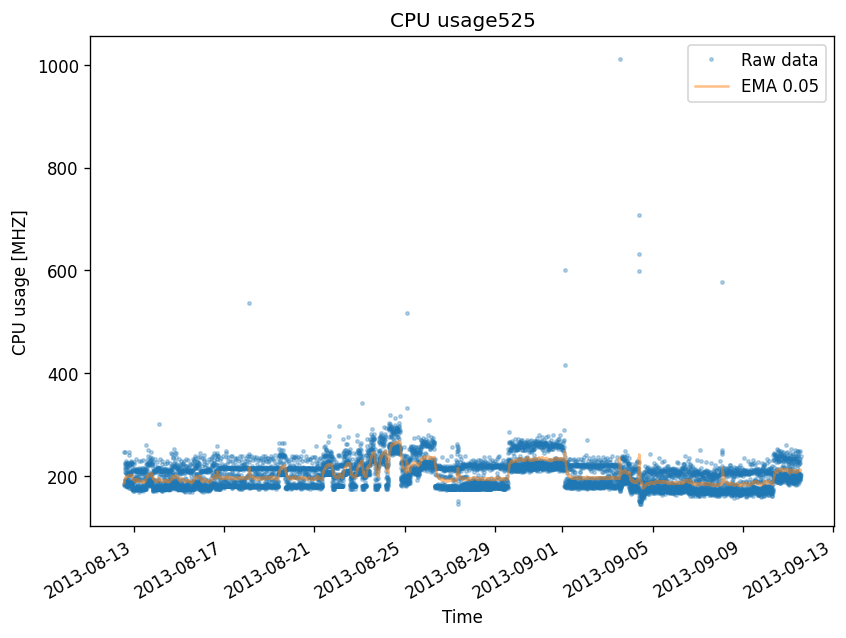 CPU usage525
Raw data
EMA 0.05
CPU usage [MHZ]
1000
800
600
400
200
2013-08-13
2013-08-17
2013-08-21
2013-08-25
2013-08-29
2013-09-01
2013-09-05
2013-09-09
2013-09-13
Time